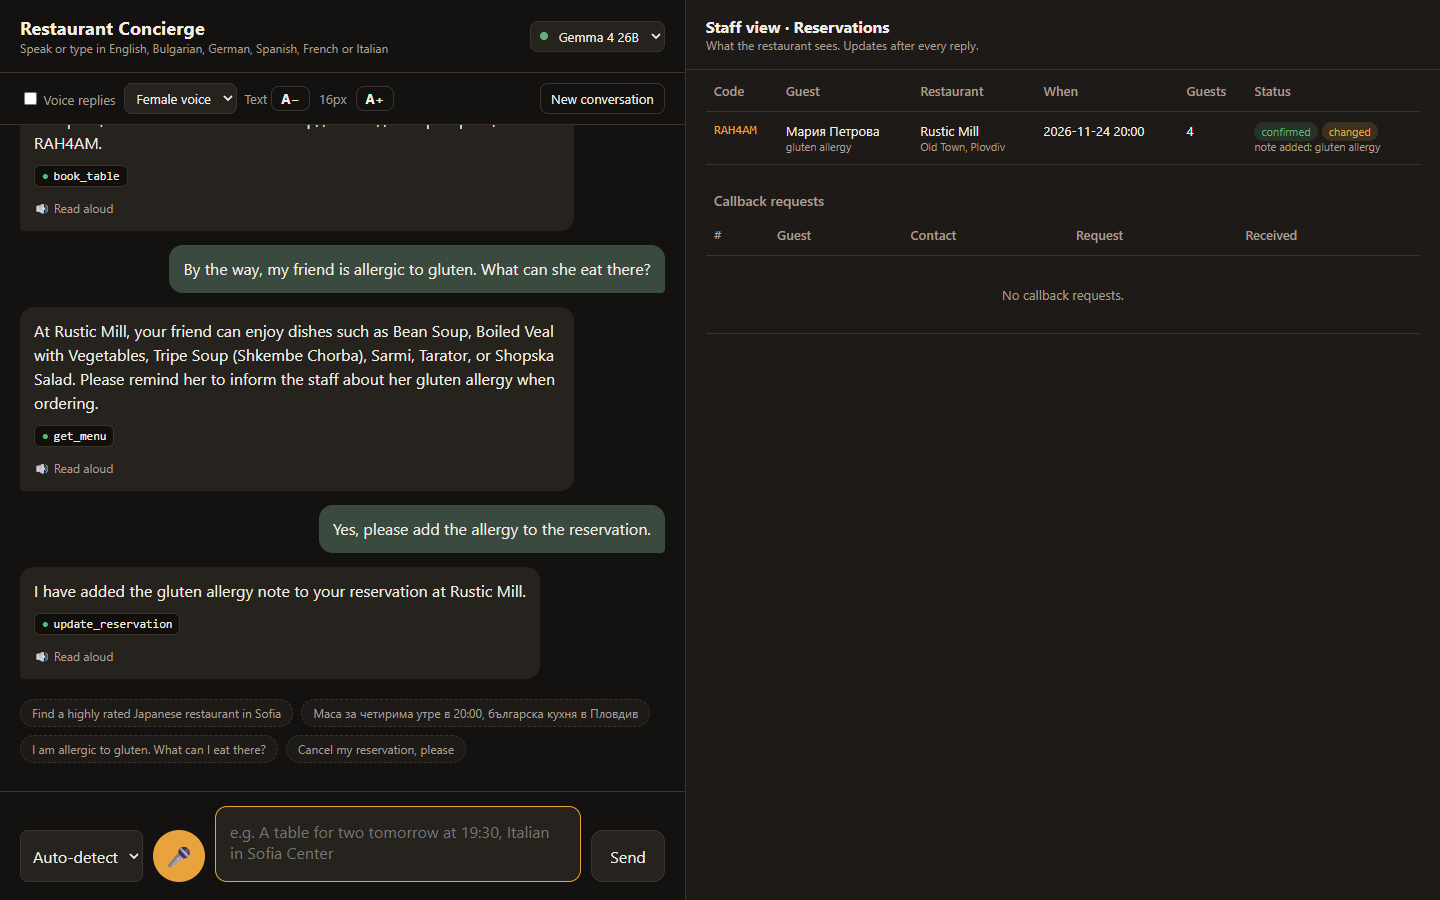 Restaurant Concierge
Speak or type in English, Bulgarian, German, Spanish, French or Italian
Gemma 4 26B
Voice replies
Female voice
Text
A−
16px
A+
New conversation
RAH4AM.
book_table
Read aloud
By the way, my friend is allergic to gluten. What can she eat there?
At Rustic Mill, your friend can enjoy dishes such as Bean Soup, Boiled Veal
with Vegetables, Tripe Soup (Shkembe Chorba), Sarmi, Tarator, or Shopska
Salad. Please remind her to inform the staff about her gluten allergy when
ordering.
get_menu
Read aloud
Yes, please add the allergy to the reservation.
I have added the gluten allergy note to your reservation at Rustic Mill.
update_reservation
Read aloud
Find a highly rated Japanese restaurant in Sofia
Маса за четирима утре в 20:00, българска кухня в Пловдив
I am allergic to gluten. What can I eat there?
Cancel my reservation, please
Auto-detect
e.g. A table for two tomorrow at 19:30, Italian
in Sofia Center
Send
Staff view · Reservations
What the restaurant sees. Updates after every reply.
Code Guest Restaurant When Guests Status
RAH4AM Мария Петрова Rustic Mill 2026-11-24 20:00 4 confirmed changed
gluten allergy Old Town, Plovdiv note added: gluten allergy
Callback requests
# Guest Contact Request Received
No callback requests.